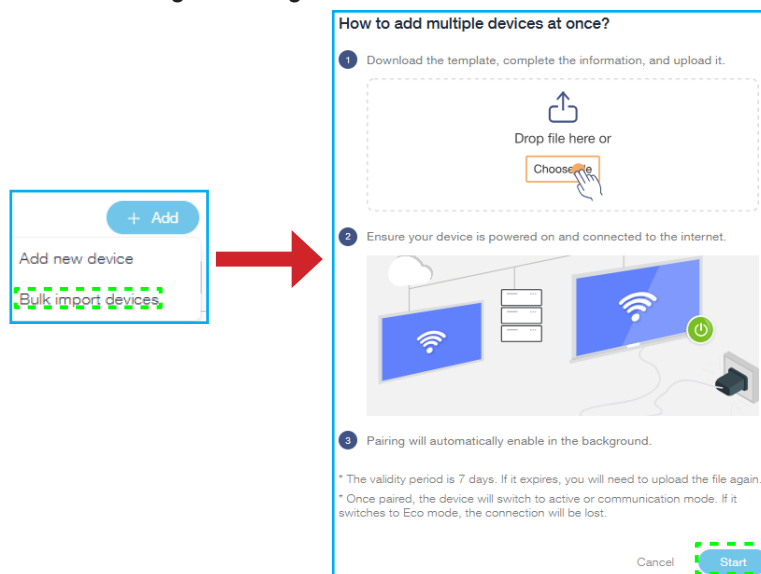 How to add multiple devices at once?
1 Download the template, complete the information, and upload it.
Drop file here or
Choose
+ Add
Add new device
Bulk import devices
2 Ensure your device is powered on and connected to the internet.
3 Pairing will automatically enable in the background.
* The validity period is 7 days. If it expires, you will need to upload the file again.
* Once paired, the device will switch to active or communication mode. If it
switches to Eco mode, the connection will be lost.
Cancel
Start